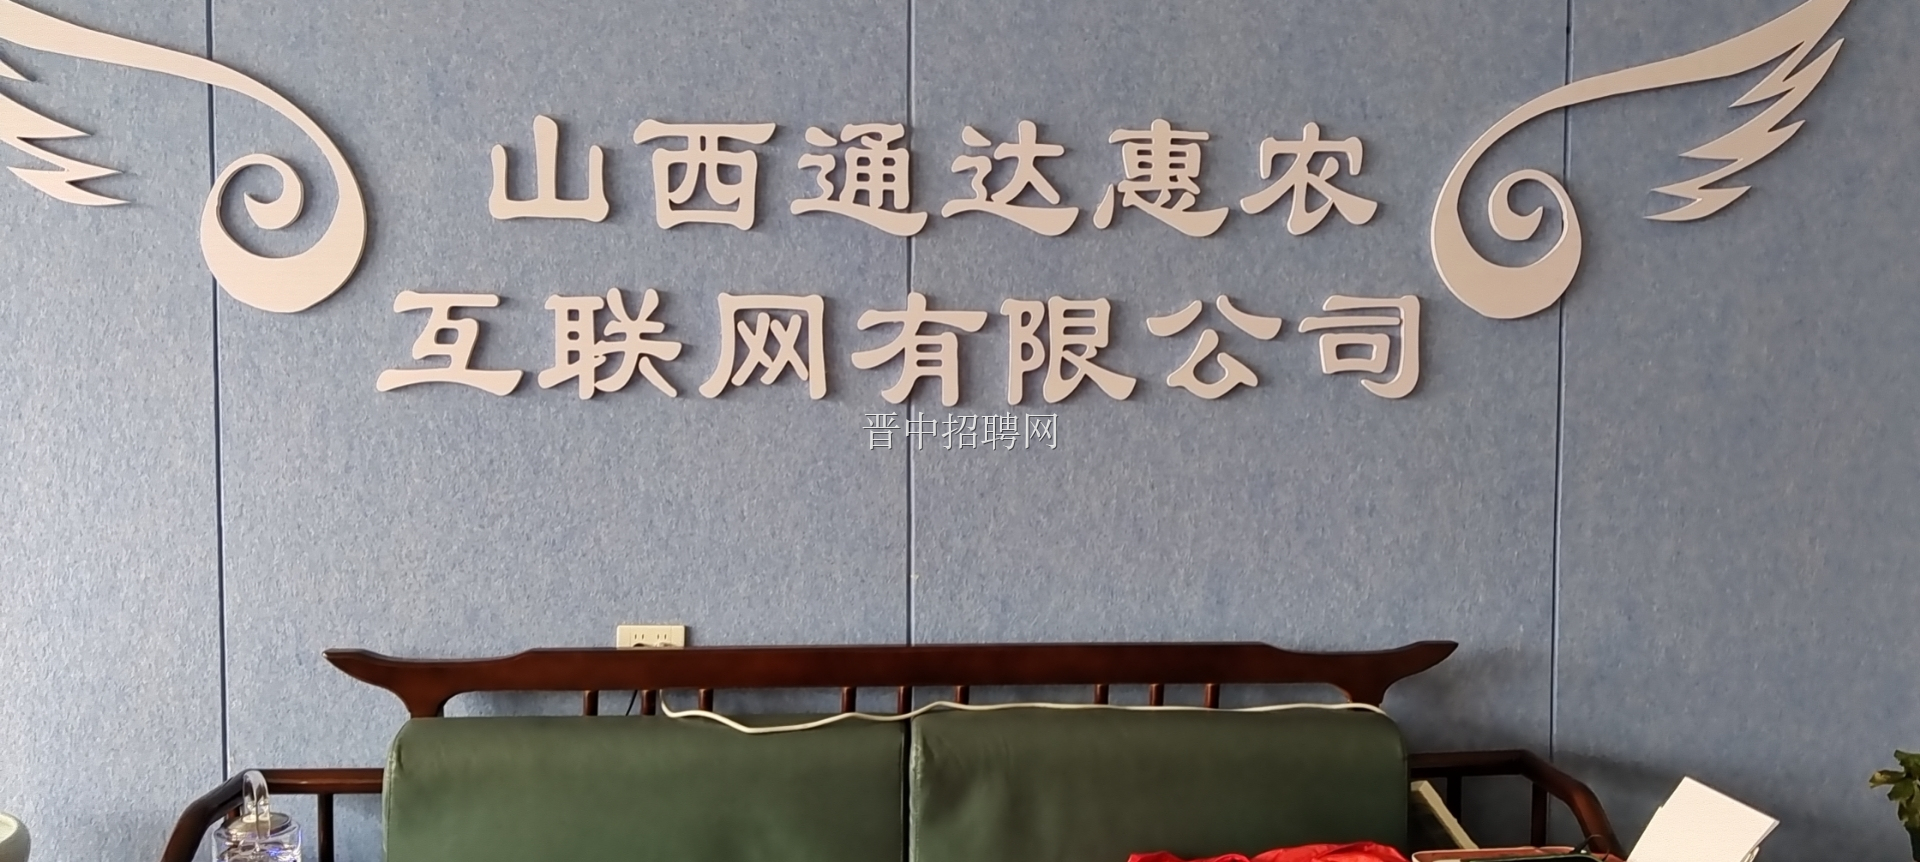 山西通达惠农
互联网有限公司
晋中招聘网